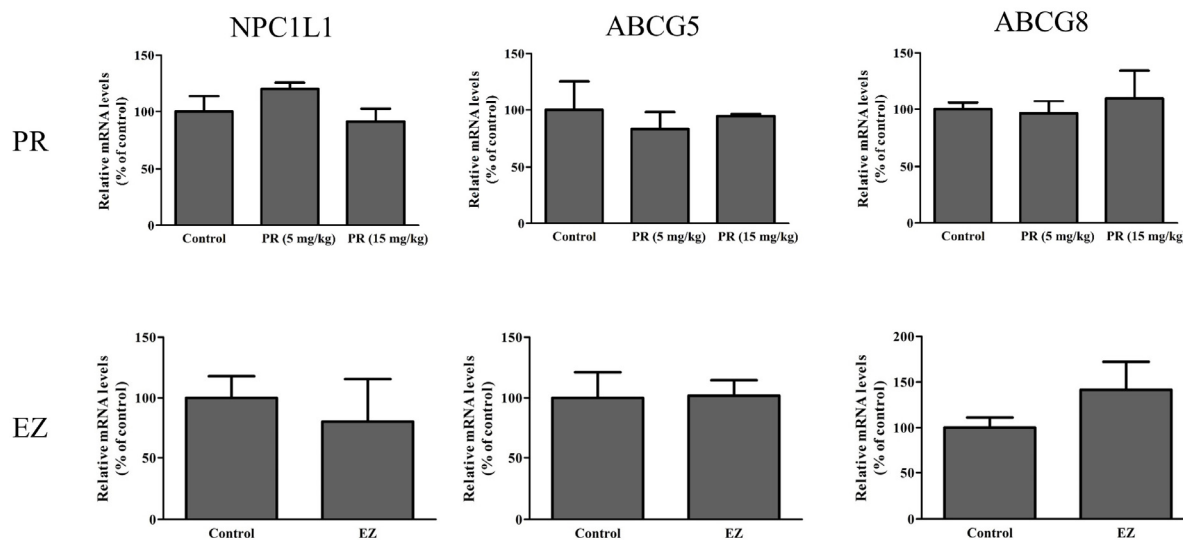 NPC1L1
ABCG5
ABCG8
PR
Relative mRNA levels
(% of control)
150
100
50
0
Control
PR (5 mg/kg)
PR (15 mg/kg)
Relative mRNA levels
(% of control)
150
100
50
0
Control
PR (5 mg/kg)
PR (15 mg/kg)
Relative mRNA levels
(% of control)
150
100
50
0
Control
PR (5 mg/kg)
PR (15 mg/kg)
EZ
Relative mRNA levels
(% of control)
150
100
50
0
Control
EZ
Relative mRNA levels
(% of control)
150
100
50
0
Control
EZ
Relative mRNA levels
(% of control)
200
150
100
50
0
Control
EZ